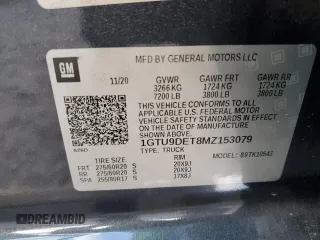 GM
MFD BY GENERAL MOTORS LLC
11/20 GVWR GAWR FRT GAWR RR
3266 KG 1724 KG 1724 KG
7200 LB 3800 LB 3800 LB
THIS VEHICLE CONFORMS TO ALL
APPLICABLE U.S. FEDERAL MOTOR
VEHICLE SAFETY AND THEFT
PREVENTION STANDARDS IN EFFECT
ON THE DATE OF MANUFACTURE
SHOWN ABOVE.
1GTU9DET8MZ153079
TYPE: TRUCK
TIRE SIZE RIM
FRT 275/60R20 S 20X9J
RR 275/60R20 S 20X9J
SPA 255/80R17 S 17X8J